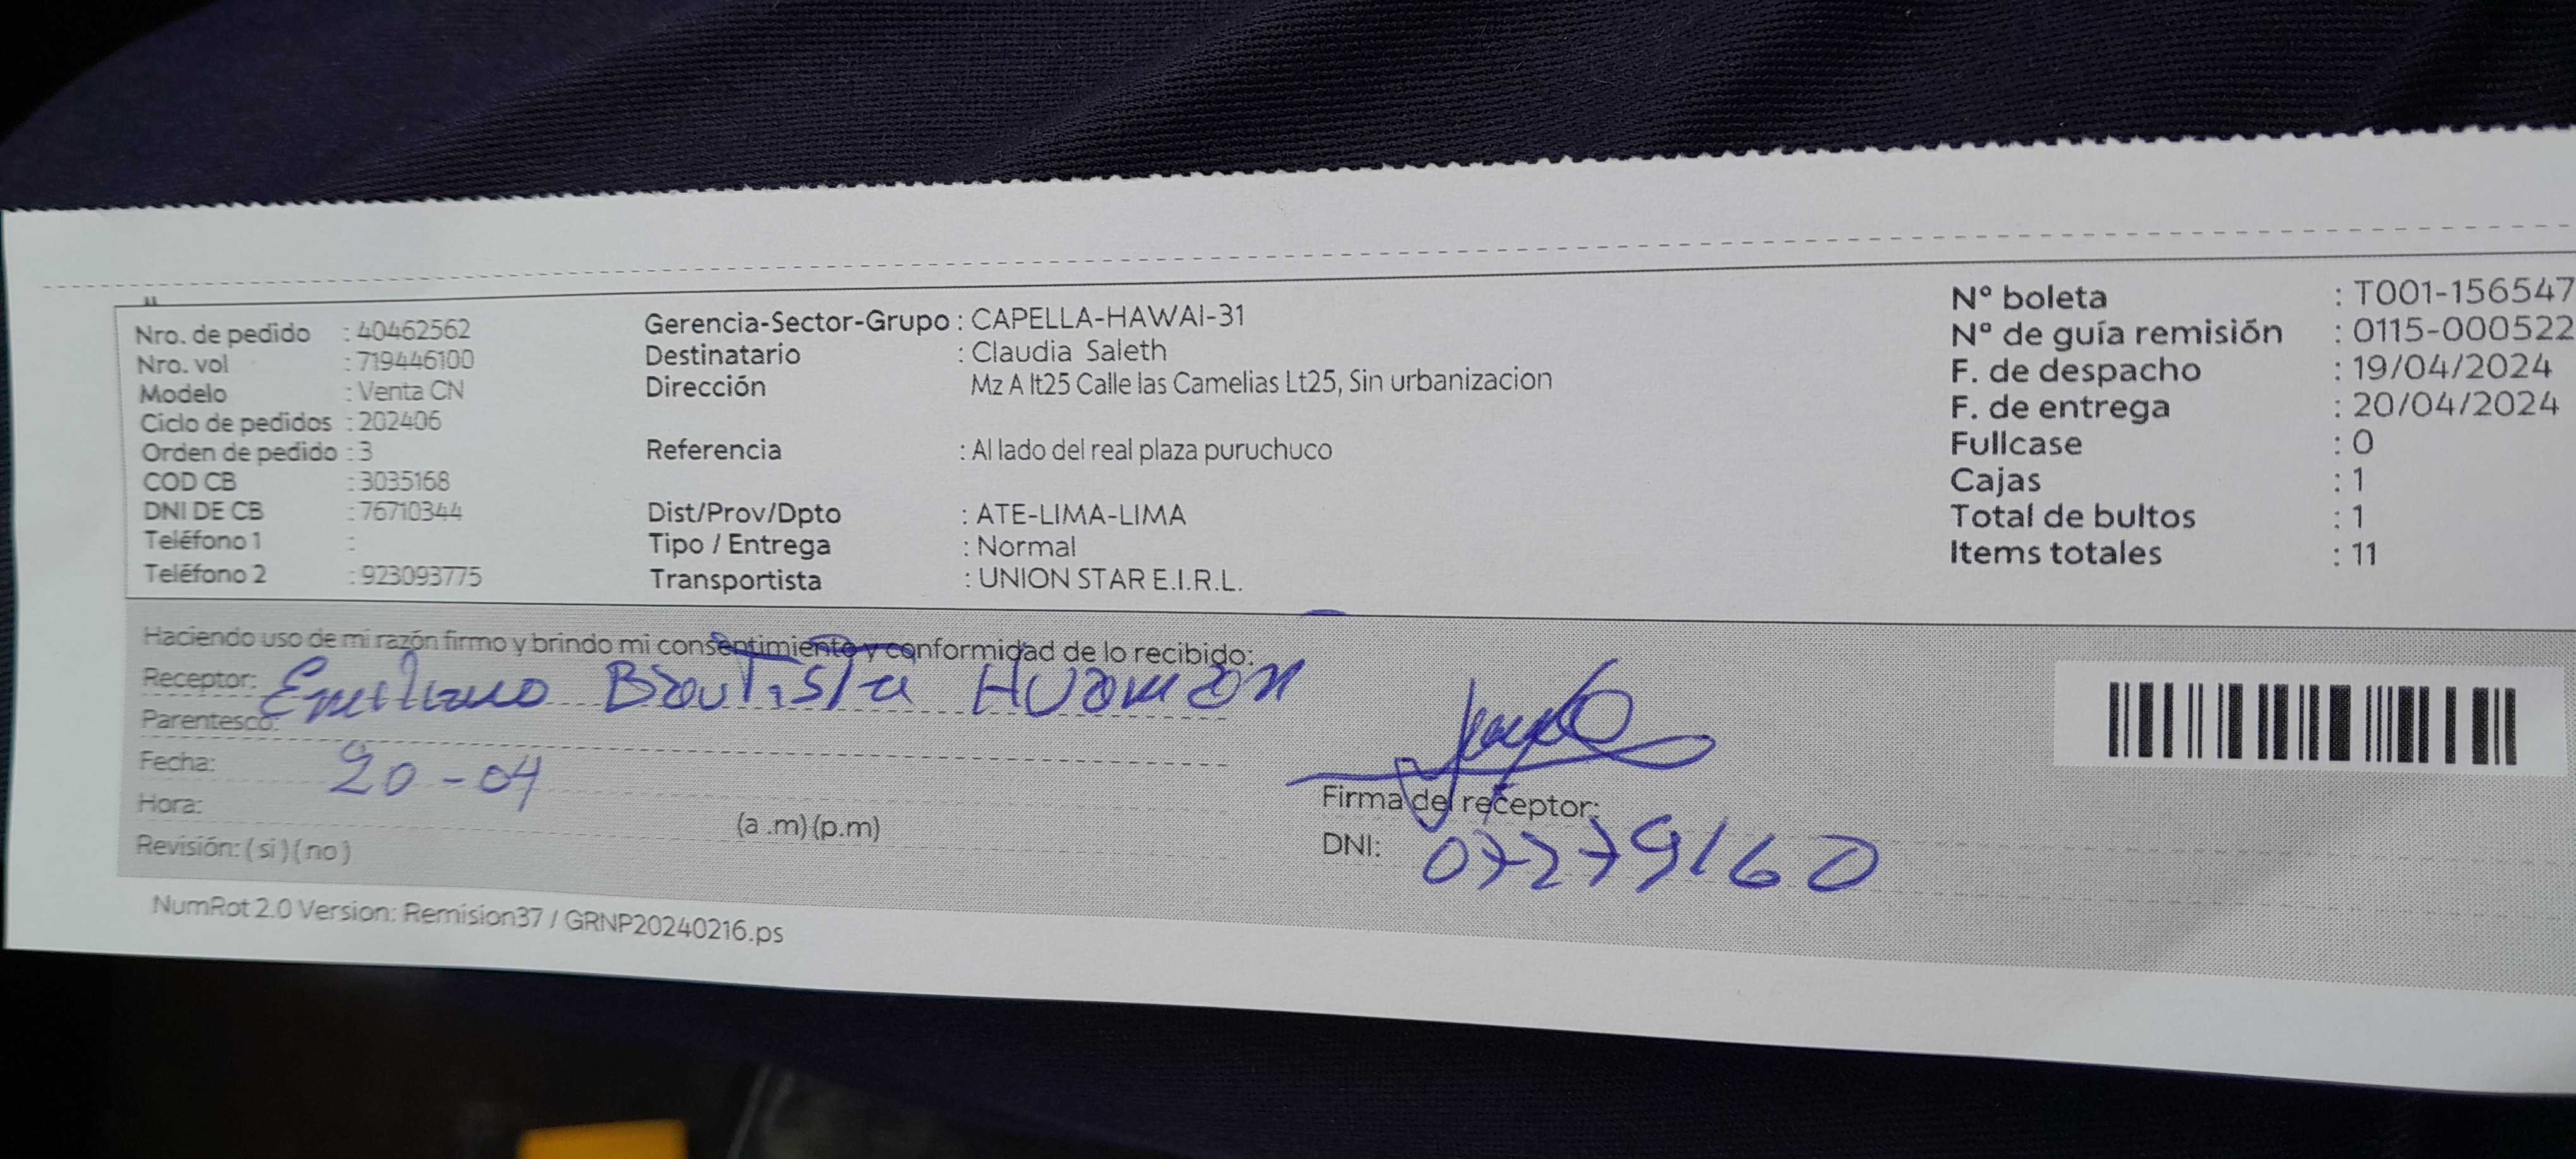 Nro. de pedido : 40462562
Nro. vol : 719446100
Modelo : Venta CN
Ciclo de pedidos : 202406
Orden de pedido : 3
COD CB : 3035168
DNI DE CB : 76710344
Teléfono 1 :
Teléfono 2 : 923093775
Gerencia-Sector-Grupo : CAPELLA-HAWAI-31
Destinatario : Claudia Saleth
Dirección Mz A lt25 Calle las Camelias Lt25, Sin urbanizacion
Referencia : Al lado del real plaza puruchuco
Dist/Prov/Dpto : ATE-LIMA-LIMA
Tipo / Entrega : Normal
Transportista : UNION STAR E.I.R.L.
N° boleta : T001-156547
N° de guía remisión : 0115-000522
F. de despacho : 19/04/2024
F. de entrega : 20/04/2024
Fullcase : 0
Cajas : 1
Total de bultos : 1
Items totales : 11
Haciendo uso de mi razón firmo y brindo mi consentimiento y conformidad de lo recibido:
Receptor: Emiliano Bautista HUaman
Parentesco:
Fecha: 20-04
Hora: (a .m) (p.m)
Revisión: ( si ) ( no )
Firma del receptor:
DNI: 07279160
NumRot 2.0 Version: Remision37 / GRNP20240216.ps